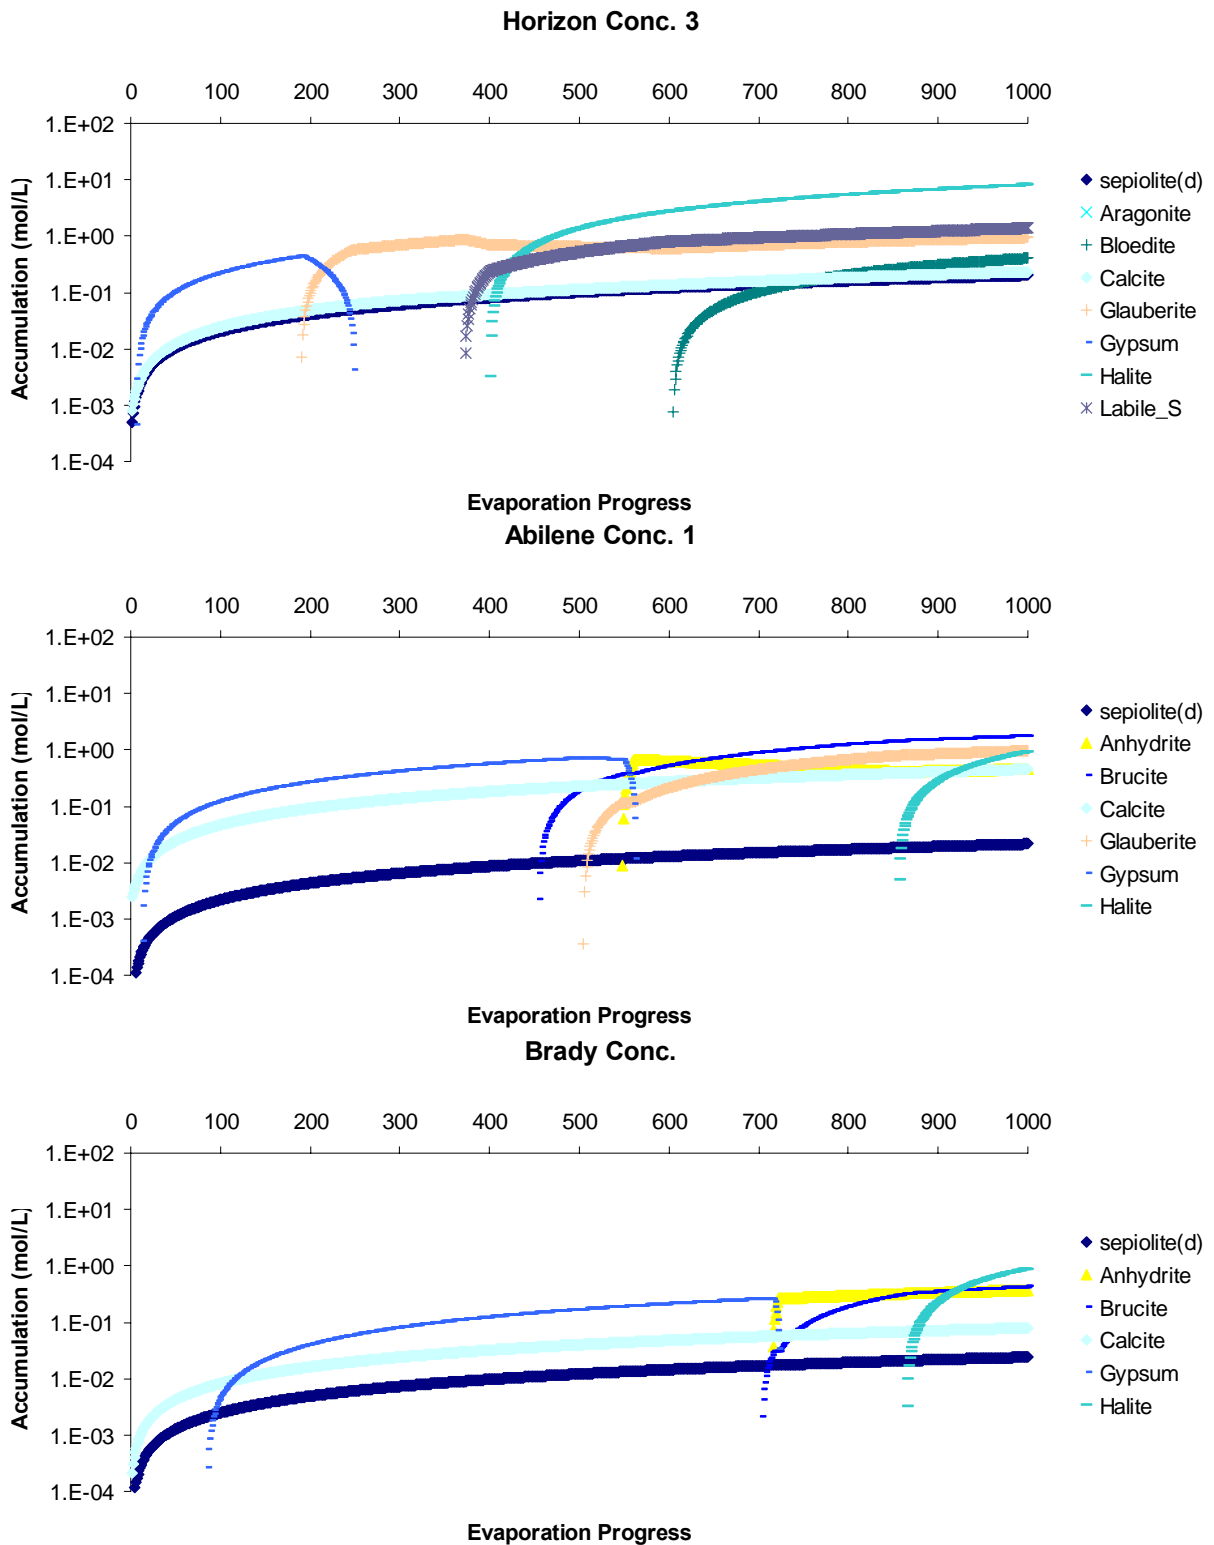 Horizon Conc. 3
0 100 200 300 400 500 600 700 800 900 1000
1.E+02
1.E+01
1.E+00
1.E-01
1.E-02
1.E-03
1.E-04
Accumulation (mol/L)
sepiolite(d)
Aragonite
Bloedite
Calcite
Glauberite
Gypsum
Halite
Labile_S
Evaporation Progress
Abilene Conc. 1
0 100 200 300 400 500 600 700 800 900 1000
1.E+02
1.E+01
1.E+00
1.E-01
1.E-02
1.E-03
1.E-04
Accumulation (mol/L)
sepiolite(d)
Anhydrite
Brucite
Calcite
Glauberite
Gypsum
Halite
Evaporation Progress
Brady Conc.
0 100 200 300 400 500 600 700 800 900 1000
1.E+02
1.E+01
1.E+00
1.E-01
1.E-02
1.E-03
1.E-04
Accumulation (mol/L)
sepiolite(d)
Anhydrite
Brucite
Calcite
Gypsum
Halite
Evaporation Progress